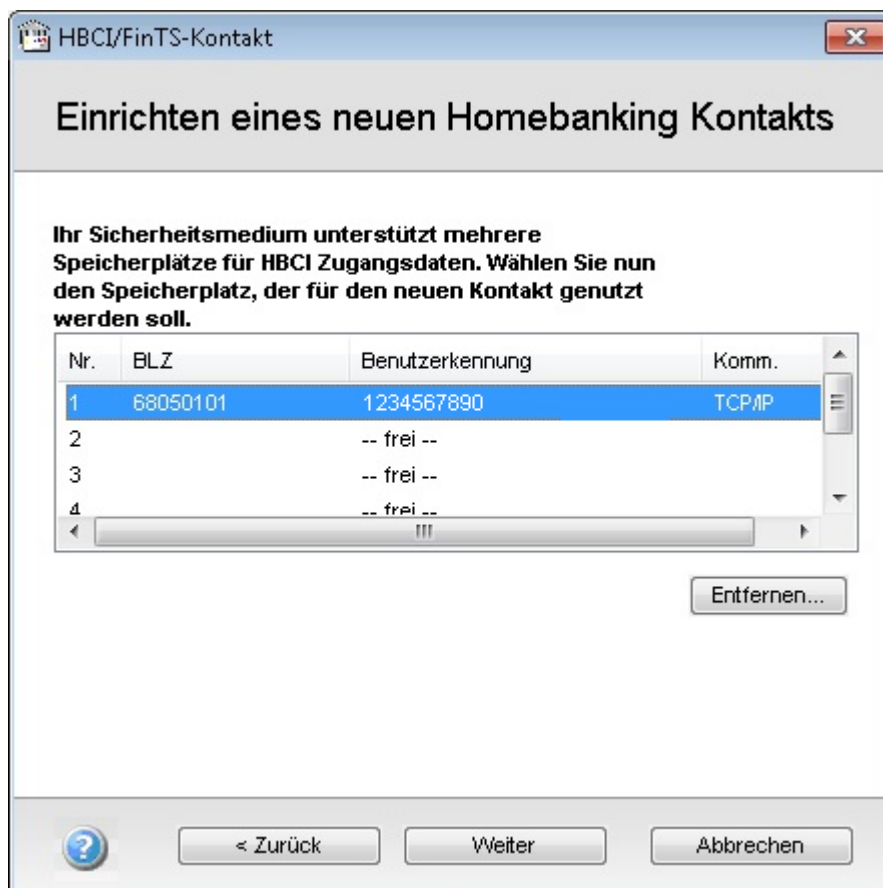 HBCI/FinTS-Kontakt
Einrichten eines neuen Homebanking Kontakts
Ihr Sicherheitsmedium unterstützt mehrere
Speicherplätze für HBCI Zugangsdaten. Wählen Sie nun
den Speicherplatz, der für den neuen Kontakt genutzt
werden soll.
Nr. BLZ Benutzerkennung Komm.
1 68050101 1234567890 TCP/IP
2 -- frei --
3 -- frei --
4 -- frei --
Entfernen...
< Zurück Weiter Abbrechen